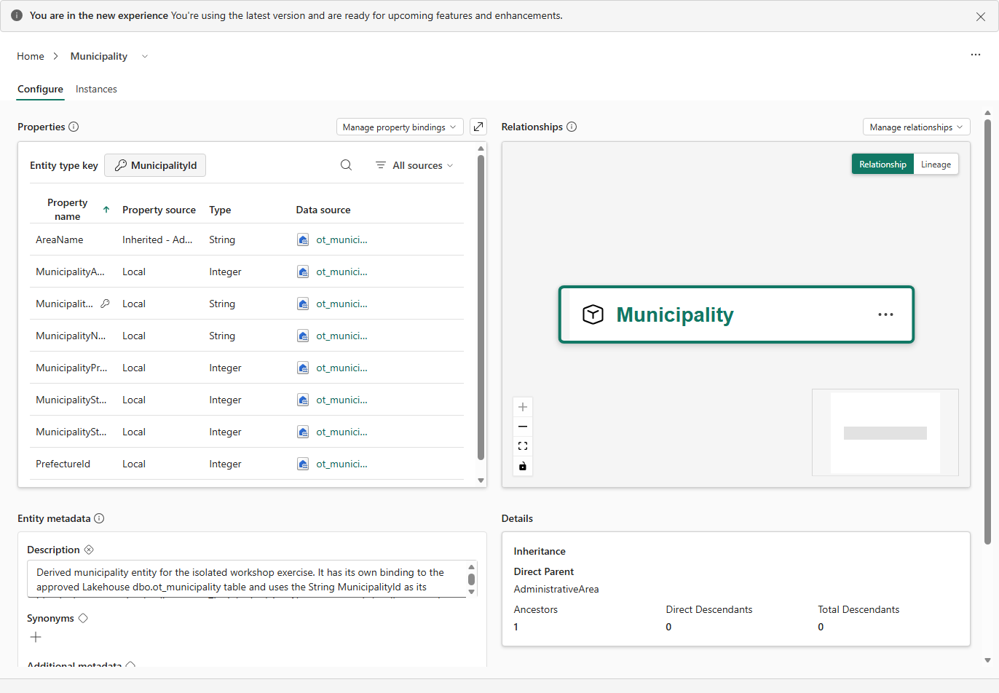 You are in the new experience You're using the latest version and are ready for upcoming features and enhancements.
Home > Municipality
Configure Instances
Properties
Manage property bindings
Entity type key MunicipalityId
All sources
Property name Property source Type Data source
AreaName Inherited - Ad... String ot_munici...
MunicipalityA... Local Integer ot_munici...
Municipalit... Local String ot_munici...
MunicipalityN... Local String ot_munici...
MunicipalityPr... Local Integer ot_munici...
MunicipalitySt... Local Integer ot_munici...
MunicipalitySt... Local Integer ot_munici...
PrefectureId Local Integer ot_munici...
Relationships
Manage relationships
Relationship Lineage
Municipality
Entity metadata
Description
Derived municipality entity for the isolated workshop exercise. It has its own binding to the
approved Lakehouse dbo.ot_municipality table and uses the String MunicipalityId as its
Synonyms
Additional metadata
Details
Inheritance
Direct Parent
AdministrativeArea
Ancestors Direct Descendants Total Descendants
1 0 0